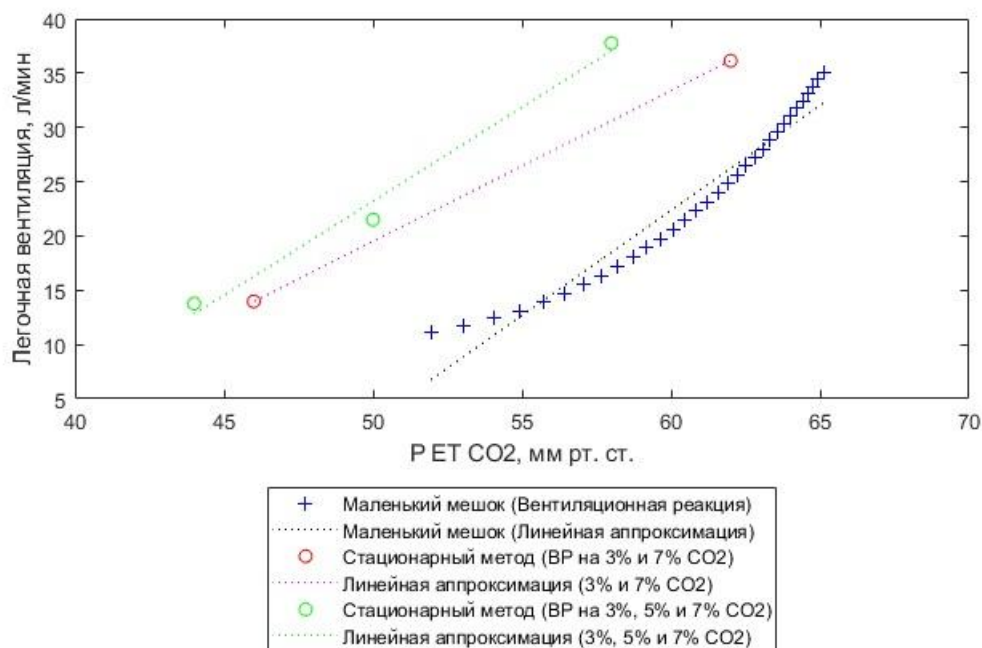 40
35
30
25
20
15
10
5
Легочная вентиляция, л/мин
40 45 50 55 60 65 70
P ET CO2, мм рт. ст.
Маленький мешок (Вентиляционная реакция)
Маленький мешок (Линейная аппроксимация)
Стационарный метод (ВР на 3% и 7% CO2)
Линейная аппроксимация (3% и 7% CO2)
Стационарный метод (ВР на 3%, 5% и 7% CO2)
Линейная аппроксимация (3%, 5% и 7% CO2)